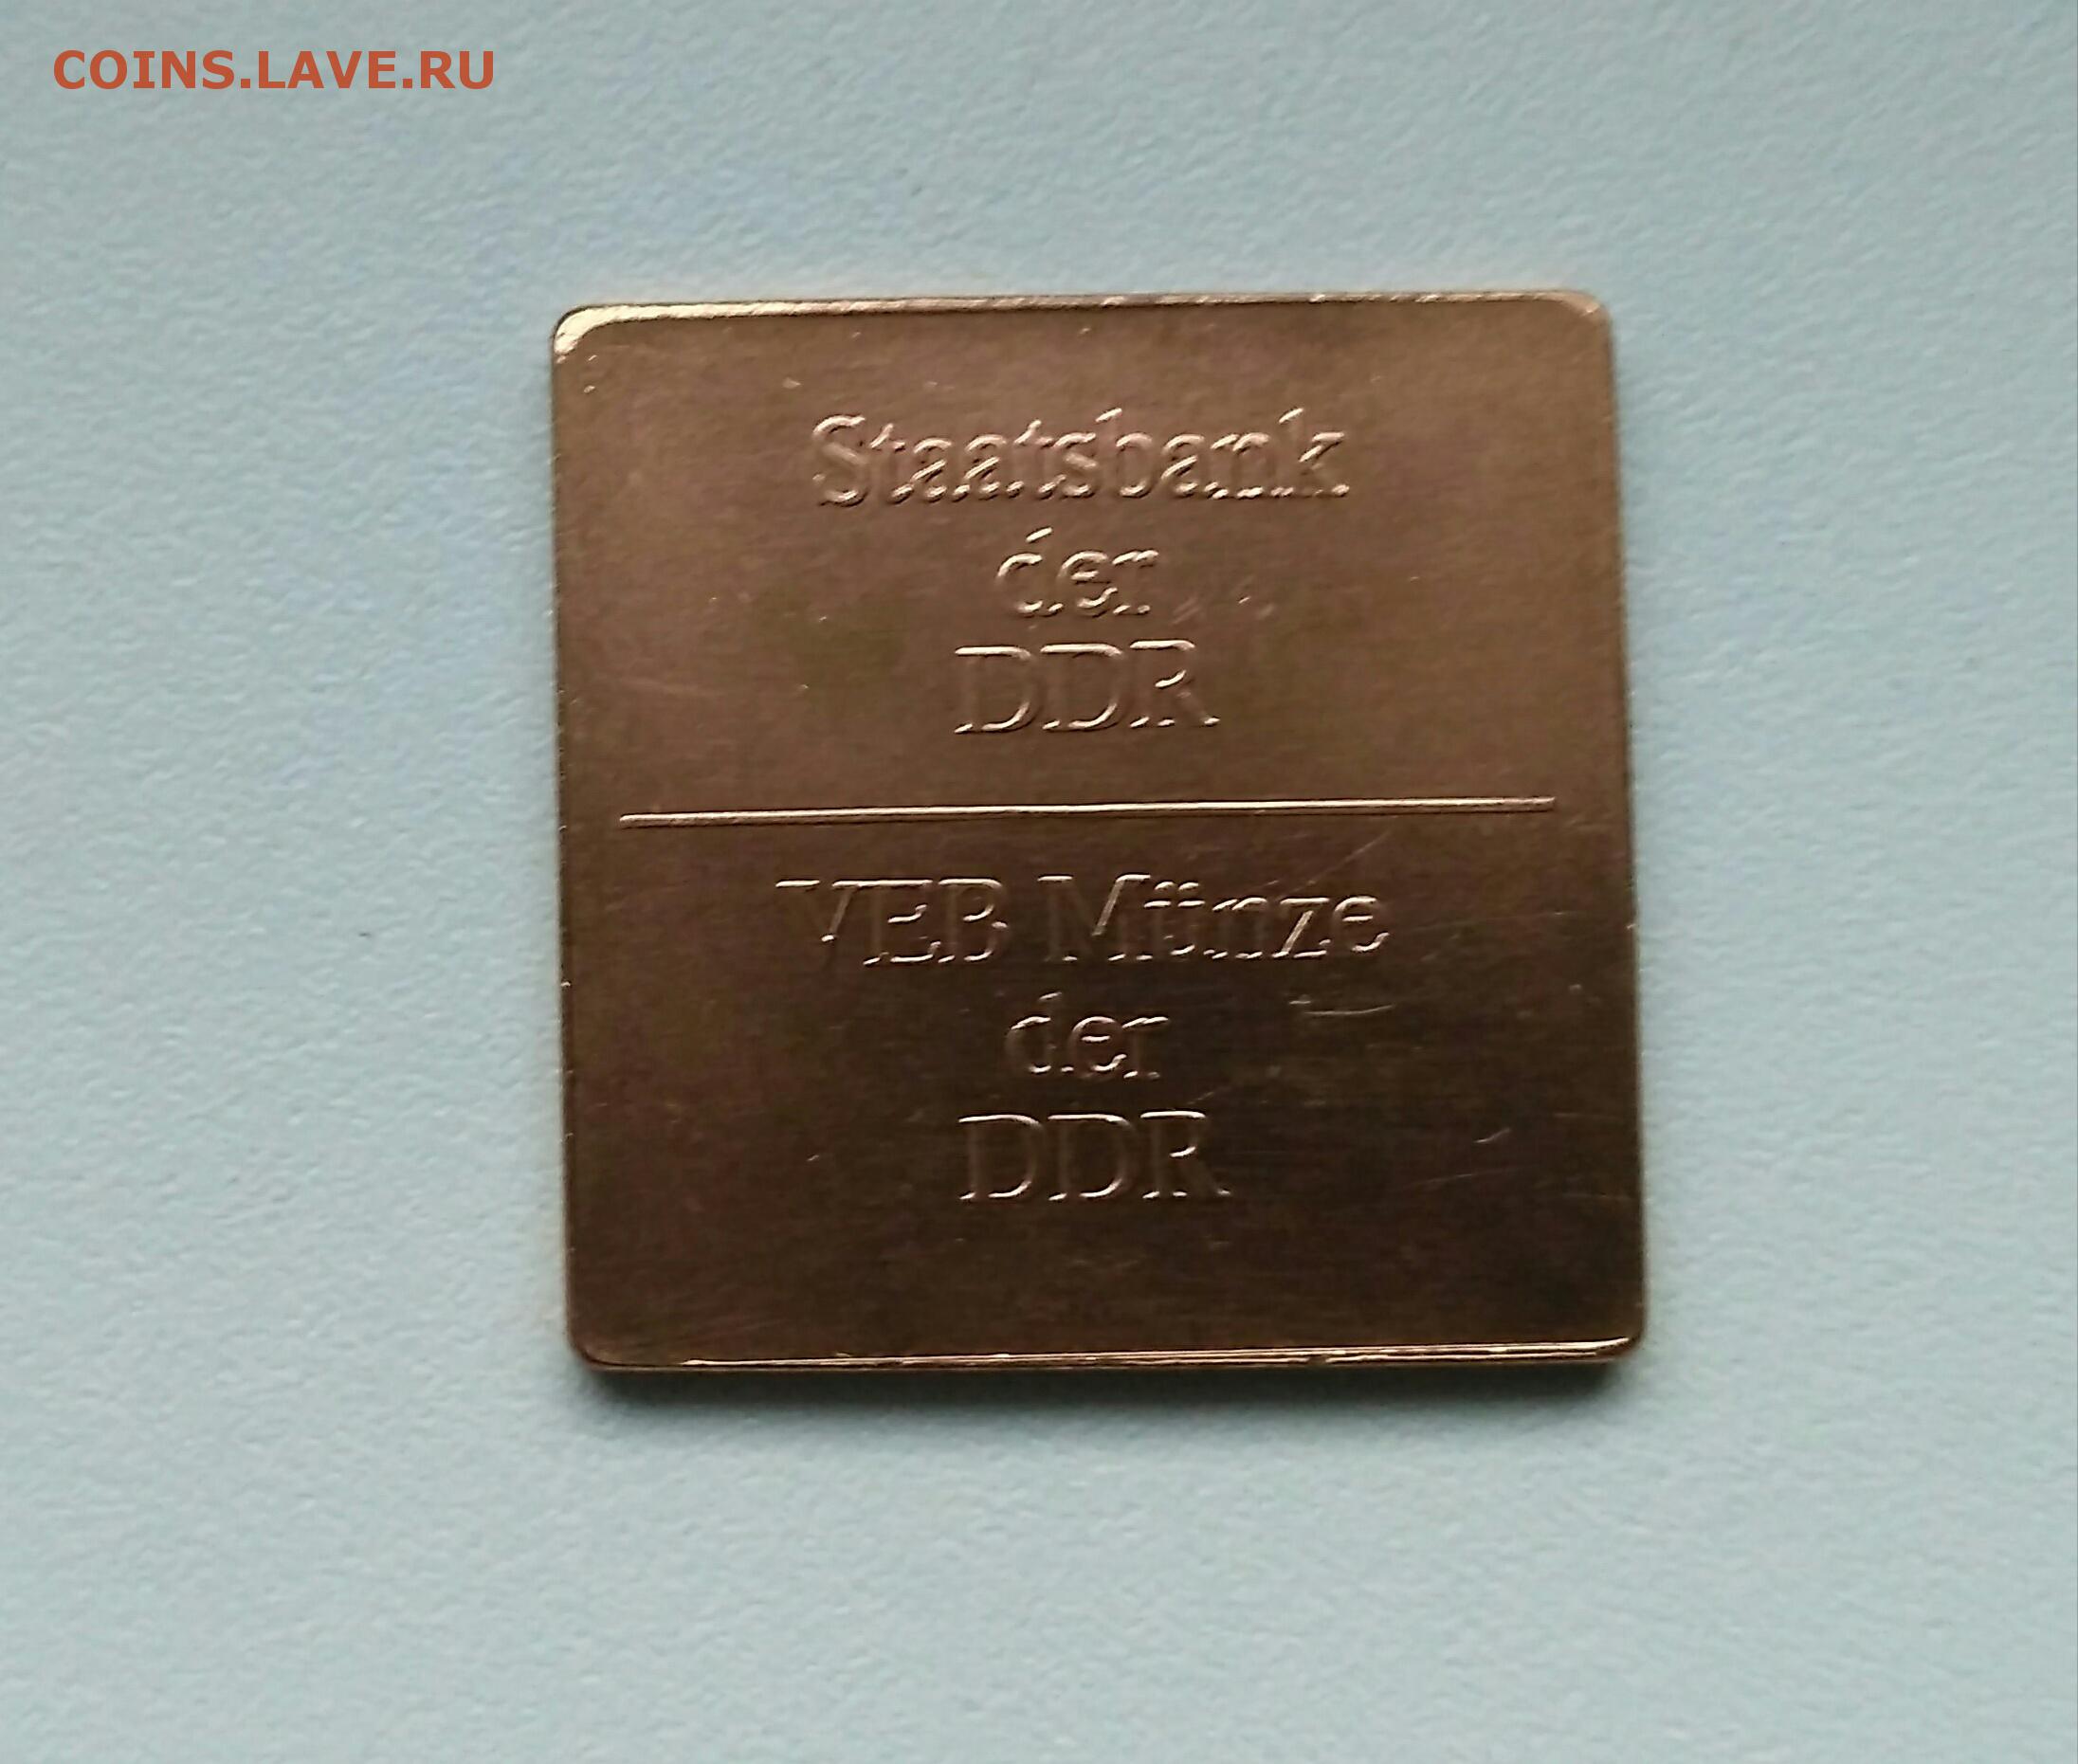 COINS.LAVE.RU
Staatsbank
der
DDR
VEB Münze
der
DDR